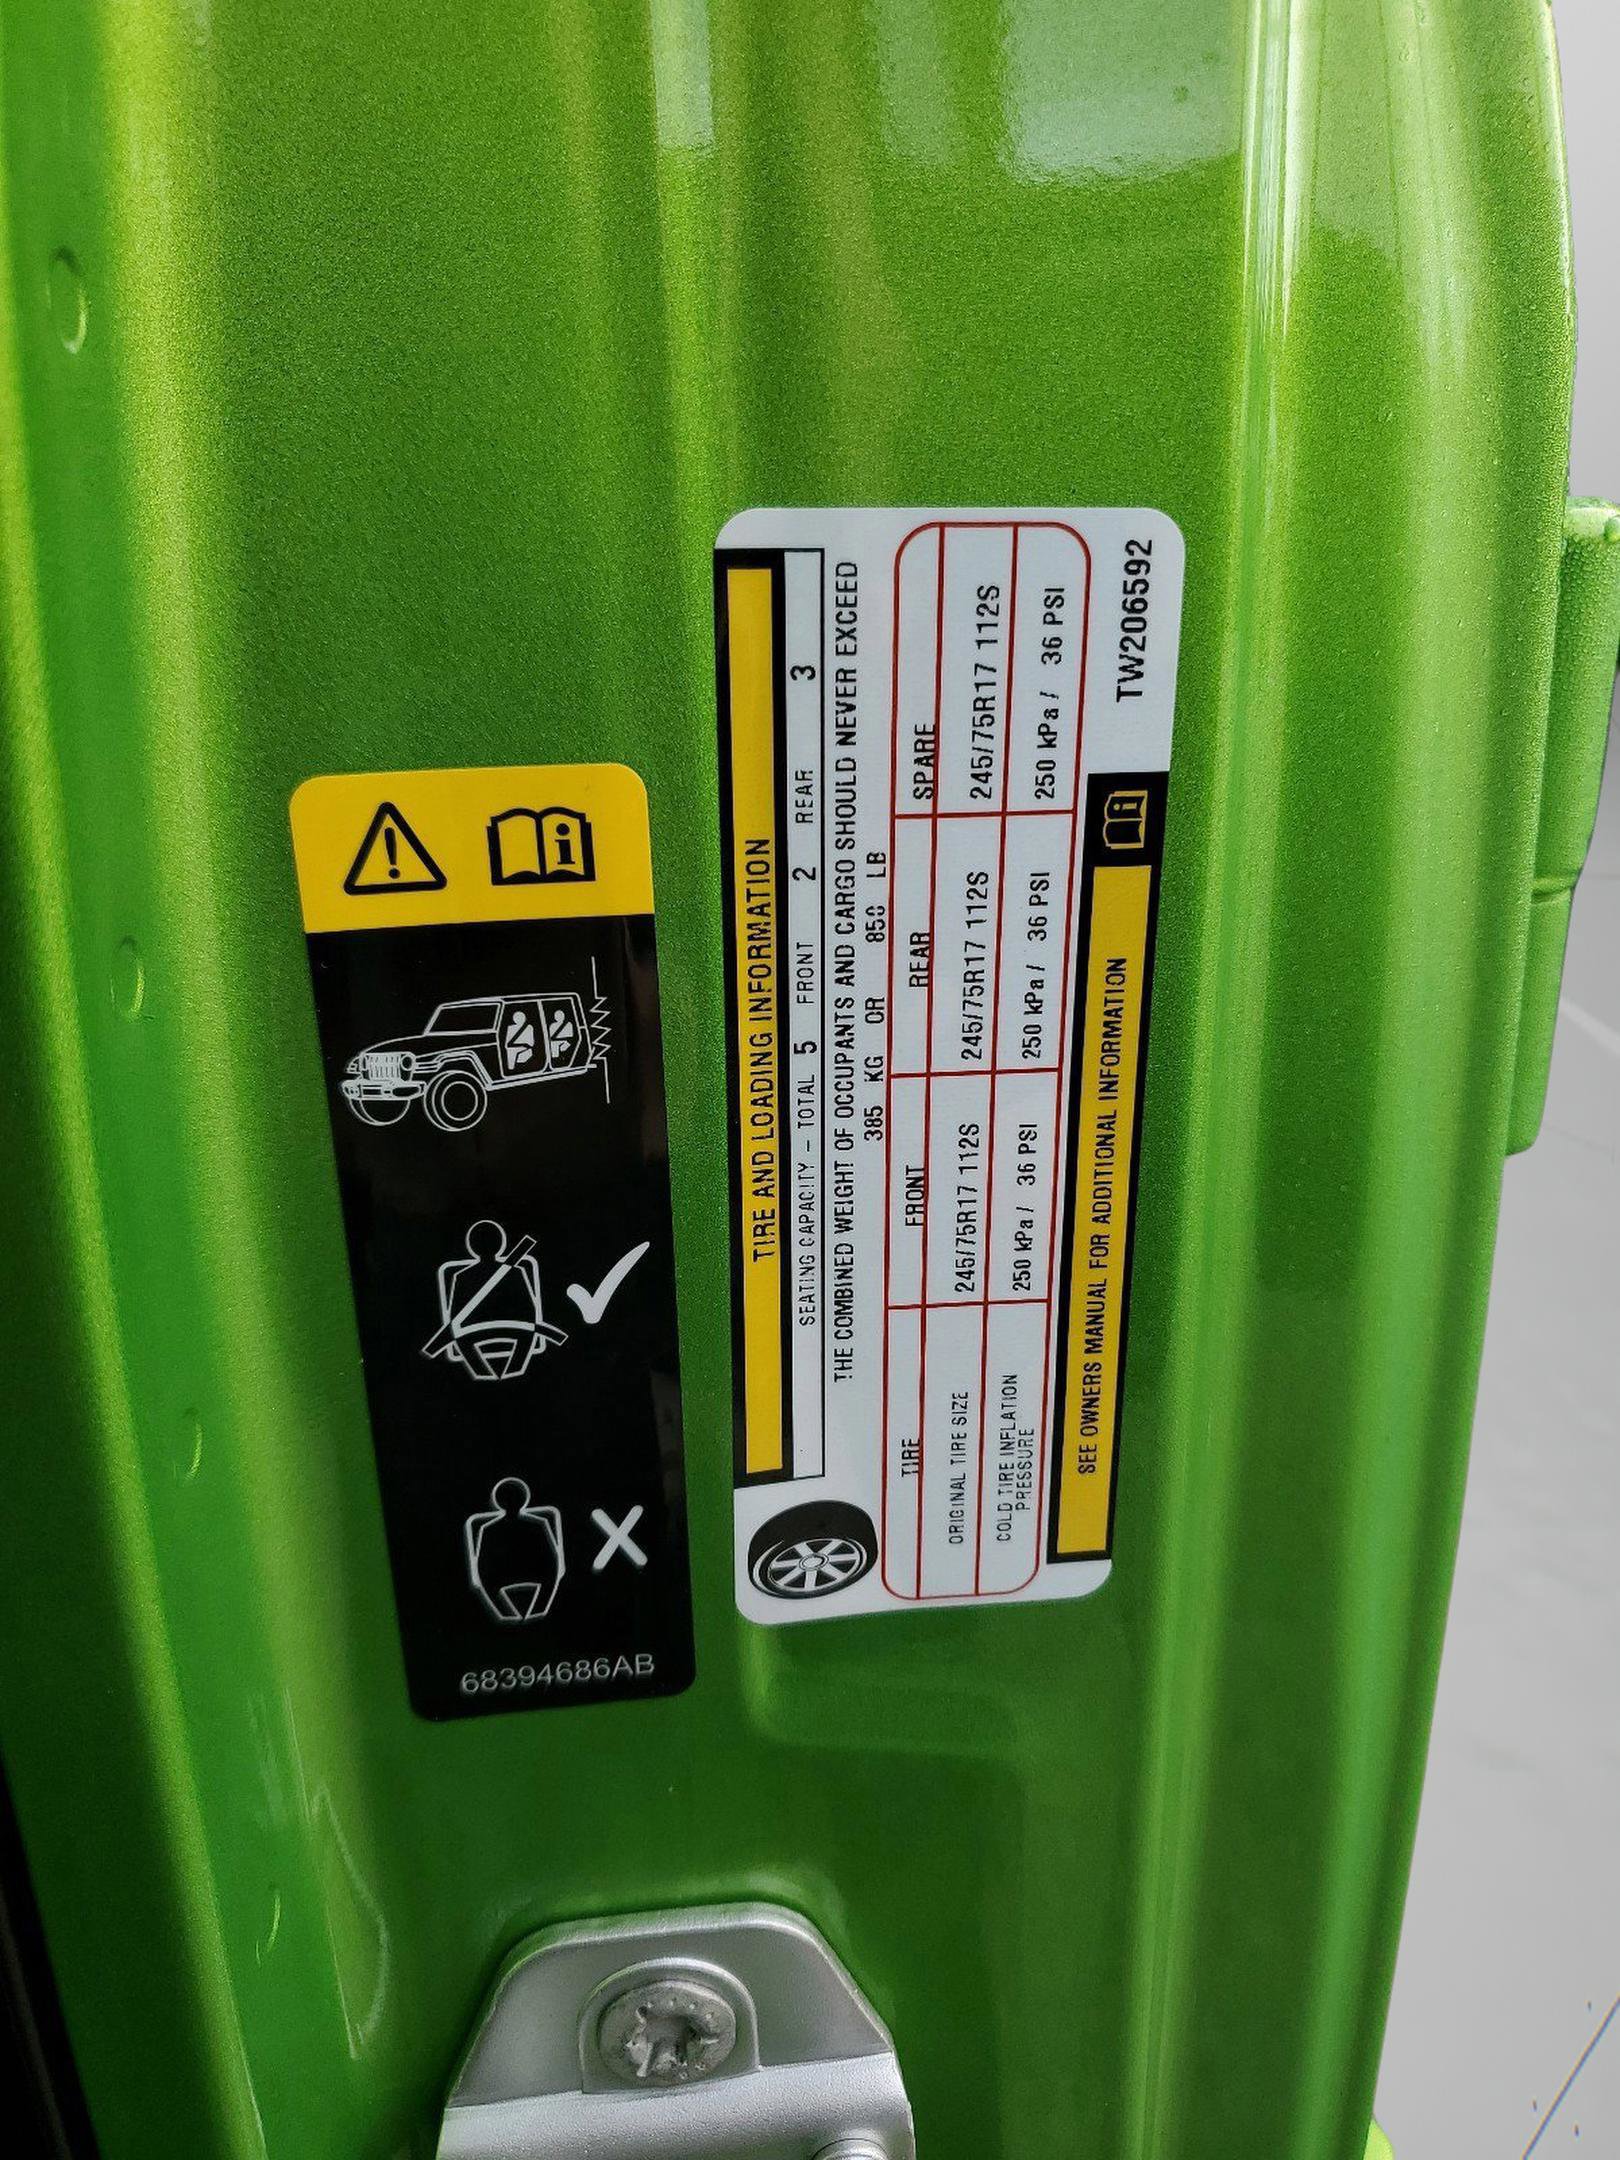 68394686AB
TIRE AND LOADING INFORMATION
SEATING CAPACITY – TOTAL 5 FRONT 2 REAR 3
THE COMBINED WEIGHT OF OCCUPANTS AND CARGO SHOULD NEVER EXCEED
385 KG OR 850 LB
TIRE FRONT REAR SPARE
ORIGINAL TIRE SIZE 245/75R17 112S 245/75R17 112S 245/75R17 112S
COLD TIRE INFLATION PRESSURE 250 kPa / 36 PSI 250 kPa / 36 PSI 250 kPa / 36 PSI
SEE OWNERS MANUAL FOR ADDITIONAL INFORMATION
TW206592